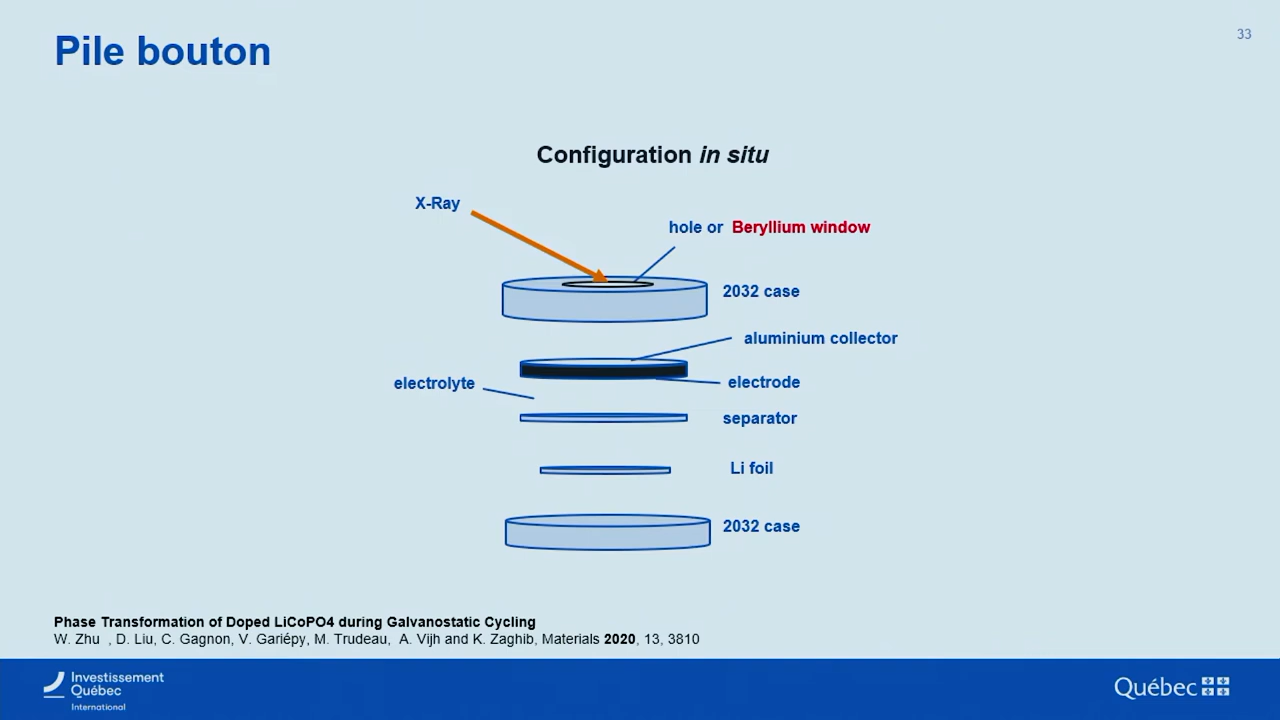 Pile bouton
33
Configuration in situ
X-Ray
hole or Beryllium window
2032 case
aluminium collector
electrolyte
electrode
separator
Li foil
2032 case
Phase Transformation of Doped LiCoPO4 during Galvanostatic Cycling
W. Zhu , D. Liu, C. Gagnon, V. Gariépy, M. Trudeau, A. Vijh and K. Zaghib, Materials 2020, 13, 3810
Investissement
Québec
International
Québec